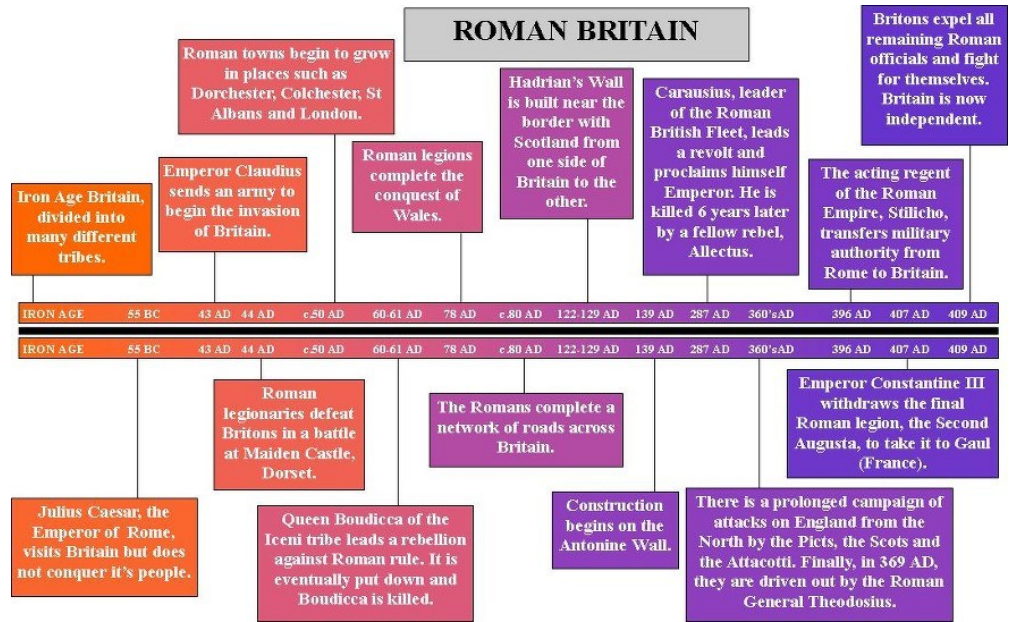 ROMAN BRITAIN
Iron Age Britain,
divided into
many different
tribes.
Emperor Claudius
sends an army to
begin the invasion
of Britain.
Roman towns begin to grow
in places such as
Dorchester, Colchester, St
Albans and London.
Roman legions
complete the
conquest of
Wales.
Hadrian's Wall
is built near the
border with
Scotland from
one side of
Britain to the
other.
Carausius, leader
of the Roman
British Fleet, leads
a revolt and
proclaims himself
Emperor. He is
killed 6 years later
by a fellow rebel,
Allectus.
The acting regent
of the Roman
Empire, Stilicho,
transfers military
authority from
Rome to Britain.
Britons expel all
remaining Roman
officials and fight
for themselves.
Britain is now
independent.
IRON AGE 55 BC 43 AD 44 AD c.50 AD 60-61 AD 78 AD c.80 AD 122-129 AD 139 AD 287 AD 360'sAD 396 AD 407 AD 409 AD
IRON AGE 55 BC 43 AD 44 AD c.50 AD 60-61 AD 78 AD c.80 AD 122-129 AD 139 AD 287 AD 360'sAD 396 AD 407 AD 409 AD
Julius Caesar, the
Emperor of Rome,
visits Britain but does
not conquer it's people.
Roman
legionaries defeat
Britons in a battle
at Maiden Castle,
Dorset.
Queen Boudicca of the
Iceni tribe leads a rebellion
against Roman rule. It is
eventually put down and
Boudicca is killed.
The Romans complete a
network of roads across
Britain.
Construction
begins on the
Antonine Wall.
There is a prolonged campaign of
attacks on England from the
North by the Picts, the Scots and
the Attacotti. Finally, in 369 AD,
they are driven out by the Roman
General Theodosius.
Emperor Constantine III
withdraws the final
Roman legion, the Second
Augusta, to take it to Gaul
(France).